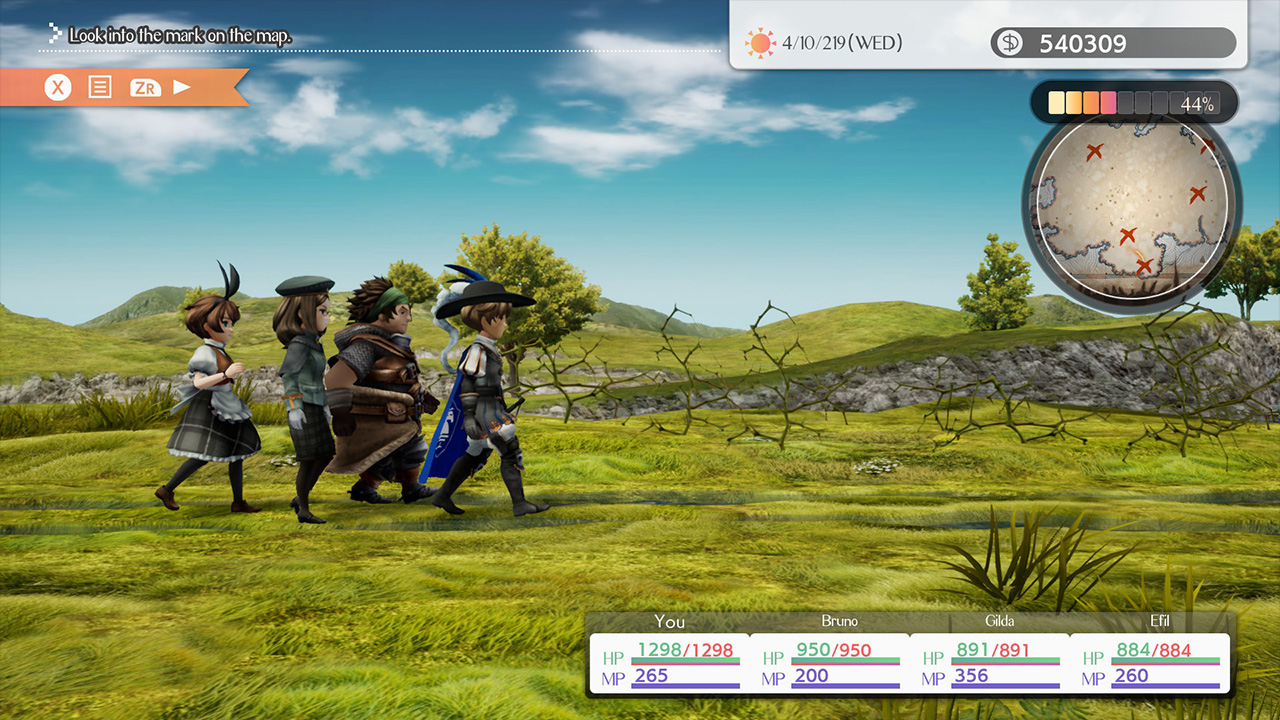 Look into the mark on the map.
4/10/219(WED)
540309
X
ZR
44%
You
Bruno
Gilda
Efil
HP 1298/1298
MP 265
HP 950/950
MP 200
HP 891/891
MP 356
HP 884/884
MP 260